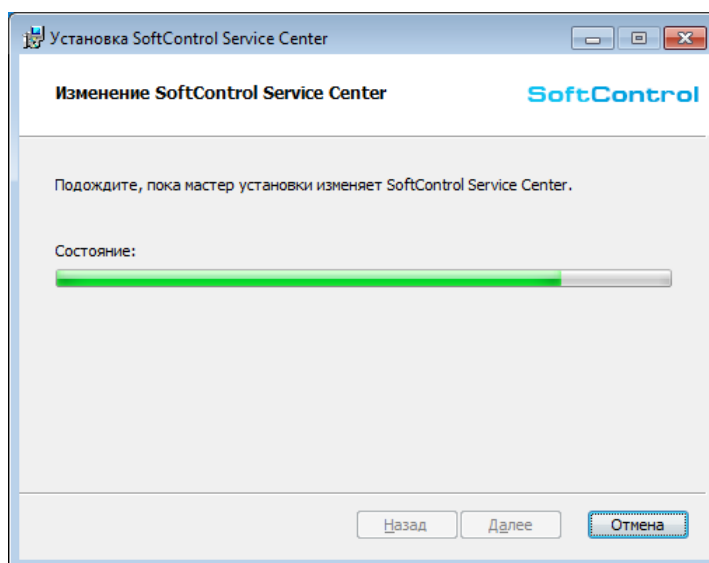 Установка SoftControl Service Center
Изменение SoftControl Service Center
SoftControl
Подождите, пока мастер установки изменяет SoftControl Service Center.
Состояние:
Назад
Далее
Отмена